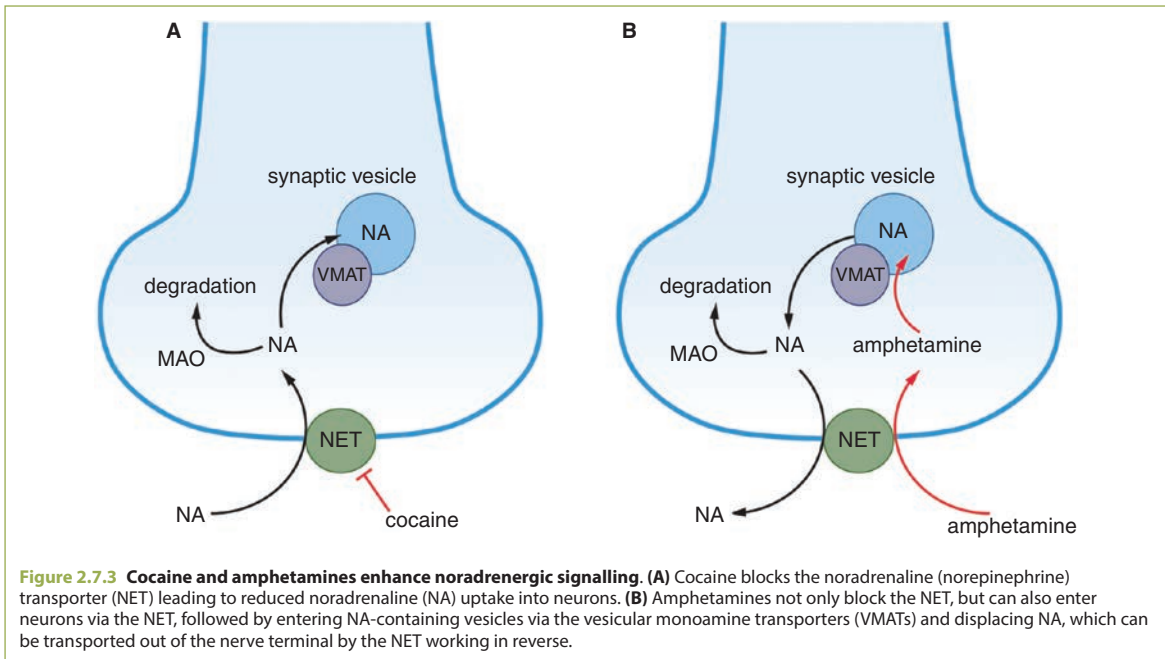 A
synaptic vesicle
NA
VMAT
degradation
MAO
NA
NET
NA
cocaine
B
synaptic vesicle
NA
VMAT
degradation
MAO
NA
amphetamine
NET
NA
amphetamine
Figure 2.7.3 Cocaine and amphetamines enhance noradrenergic signalling. (A) Cocaine blocks the noradrenaline (norepinephrine)
transporter (NET) leading to reduced noradrenaline (NA) uptake into neurons. (B) Amphetamines not only block the NET, but can also enter
neurons via the NET, followed by entering NA-containing vesicles via the vesicular monoamine transporters (VMATs) and displacing NA, which can
be transported out of the nerve terminal by the NET working in reverse.